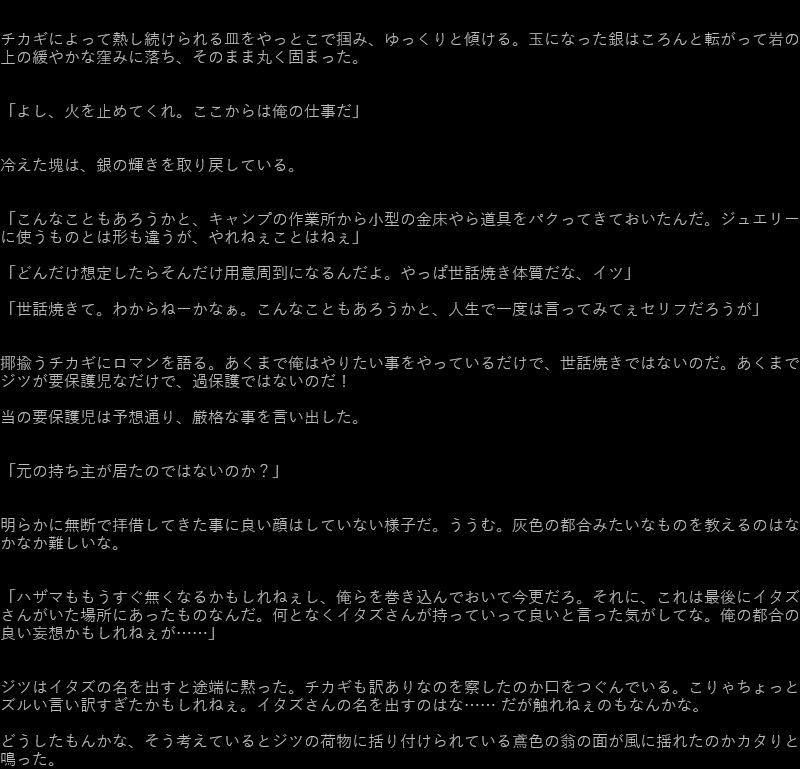 チカギによって熱し続けられる皿をやっとこで掴み、ゆっくりと傾ける。玉になった銀はころんと転がって岩の
上の緩やかな窪みに落ち、そのまま丸く固まった。
「よし、火を止めてくれ。ここからは俺の仕事だ」
冷えた塊は、銀の輝きを取り戻している。
「こんなこともあろうかと、キャンプの作業所から小型の金床やら道具をパクってきておいたんだ。ジュエリー
に使うものとは形も違うが、やれねぇことはねぇ」
「どんだけ想定したらそんだけ用意周到になるんだよ。やっぱ世話焼き体質だな、イツ」
「世話焼きて。わからねーかなぁ。こんなこともあろうかと、人生で一度は言ってみてぇセリフだろうが」
揶揄うチカギにロマンを語る。あくまで俺はやりたい事をやっているだけで、世話焼きではないのだ。あくまで
ジツが要保護児なだけで、過保護ではないのだ！
当の要保護児は予想通り、厳格な事を言い出した。
「元の持ち主が居たのではないのか？」
明らかに無断で拝借してきた事に良い顔はしていない様子だ。ううむ。灰色の都合みたいなものを教えるのはな
かなか難しいな。
「ハザマももうすぐ無くなるかもしれねぇし、俺らを巻き込んでおいて今更だろ。それに、これは最後にイタズ
さんがいた場所にあったものなんだ。何となくイタズさんが持っていって良いと言った気がしてな。俺の都合の
良い妄想かもしれねぇが……」
ジツはイタズの名を出すと途端に黙った。チカギも訳ありなのを察したのか口をつぐんでいる。こりゃちょっと
ズルい言い訳すぎたかもしれねぇ。イタズさんの名を出すのはな…… だが触れねぇのもなんかな。
どうしたもんかな、そう考えているとジツの荷物に括り付けられている鳶色の翁の面が風に揺れたのかカタリと
鳴った。